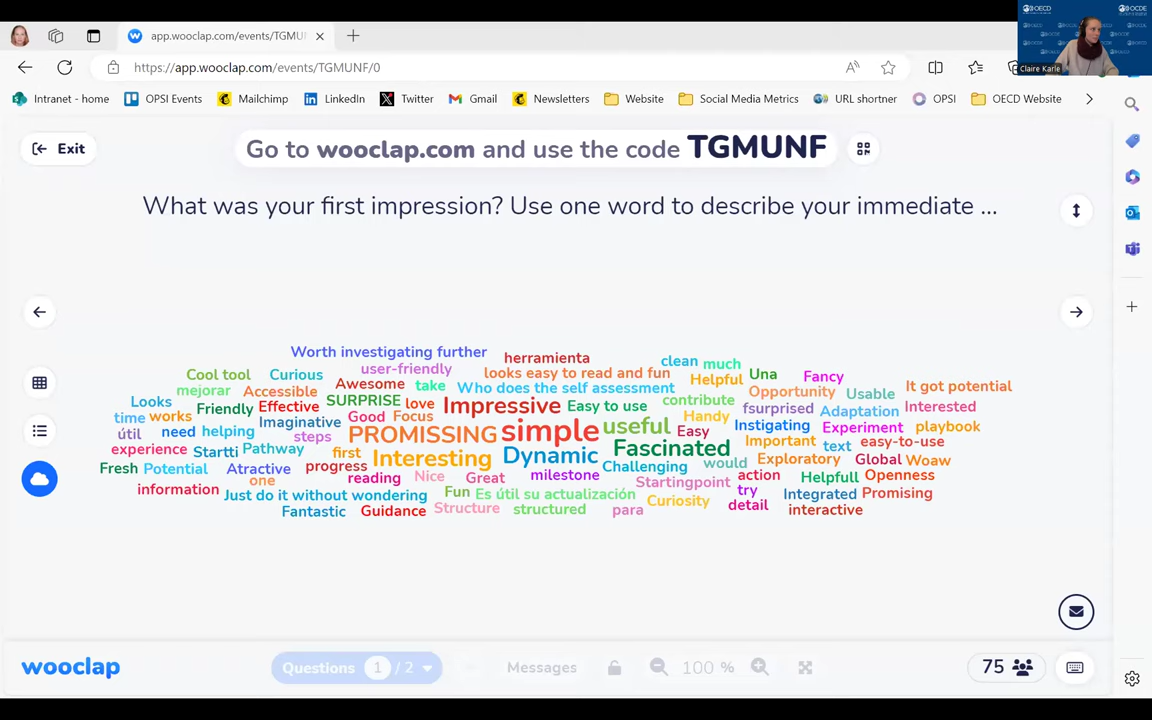 app.wooclap.com/events/TGMU
https://app.wooclap.com/events/TGMUNF/0
Intranet - home OPSI Events Mailchimp LinkedIn Twitter Gmail Newsletters Website Social Media Metrics URL shortner OPSI OECD Website
OECD OCDE
Claire Karle
Exit
Go to wooclap.com and use the code TGMUNF
What was your first impression? Use one word to describe your immediate ...
Worth investigating further herramienta clean much
Cool tool Curious user-friendly looks easy to read and fun Helpful Una Fancy
mejorar Accessible Awesome take Who does the self assessment Opportunity Usable It got potential
Looks Friendly Effective SURPRISE love Impressive Easy to use contribute fsurprised Adaptation Interested
time works Imaginative Good Focus Handy Instigating Experiment playbook
útil need helping steps PROMISSING simple useful Easy Important text easy-to-use
experience Startti Pathway first Interesting Dynamic Fascinated Exploratory Global Woaw
Fresh Potential Atractive progress milestone Challenging would action Helpfull Openness
one reading Nice Great Startingpoint try
information Just do it without wondering Fun Es útil su actualización Curiosity detail Integrated Promising
Fantastic Guidance Structure structured para interactive
wooclap Questions 1 / 2 Messages 100 % 75